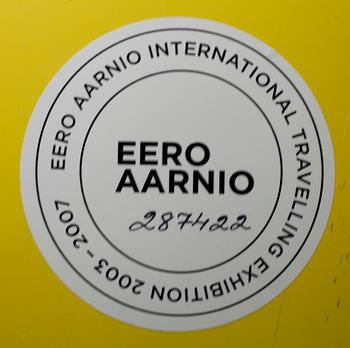 EERO AARNIO INTERNATIONAL TRAVELLING EXHIBITION 2003 - 2007
EERO
AARNIO
287422